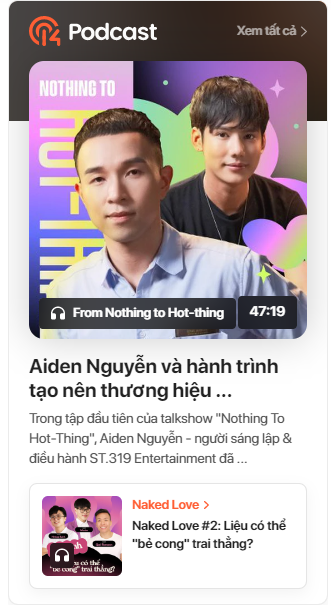 Podcast
Xem tất cả >
NOTHING TO
HOT-THIN
From Nothing to Hot-thing
47:19
Aiden Nguyễn và hành trình
tạo nên thương hiệu ...
Trong tập đầu tiên của talkshow "Nothing To
Hot-Thing", Aiden Nguyễn - người sáng lập &
điều hành ST.319 Entertainment đã ...
Naked Love >
Naked Love #2: Liệu có thể
"bẻ cong" trai thẳng?
có thể
"bẻ cong" trai thẳng?